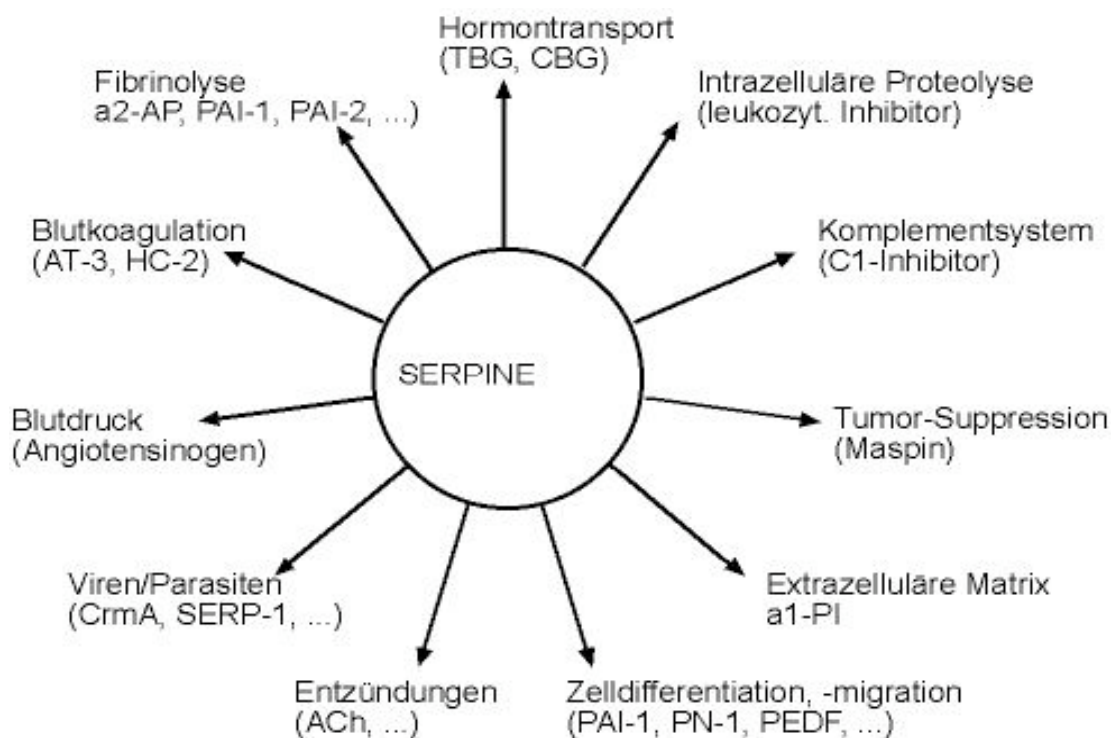 Hormontransport
(TBG, CBG)
Fibrinolyse
a2-AP, PAI-1, PAI-2, ...)
Intrazelluläre Proteolyse
(leukozyt. Inhibitor)
Blutkoagulation
(AT-3, HC-2)
Komplementsystem
(C1-Inhibitor)
SERPINE
Blutdruck
(Angiotensinogen)
Tumor-Suppression
(Maspin)
Viren/Parasiten
(CrmA, SERP-1, ...)
Extrazelluläre Matrix
a1-PI
Entzündungen
(ACh, ...)
Zelldifferentiation, -migration
(PAI-1, PN-1, PEDF, ...)